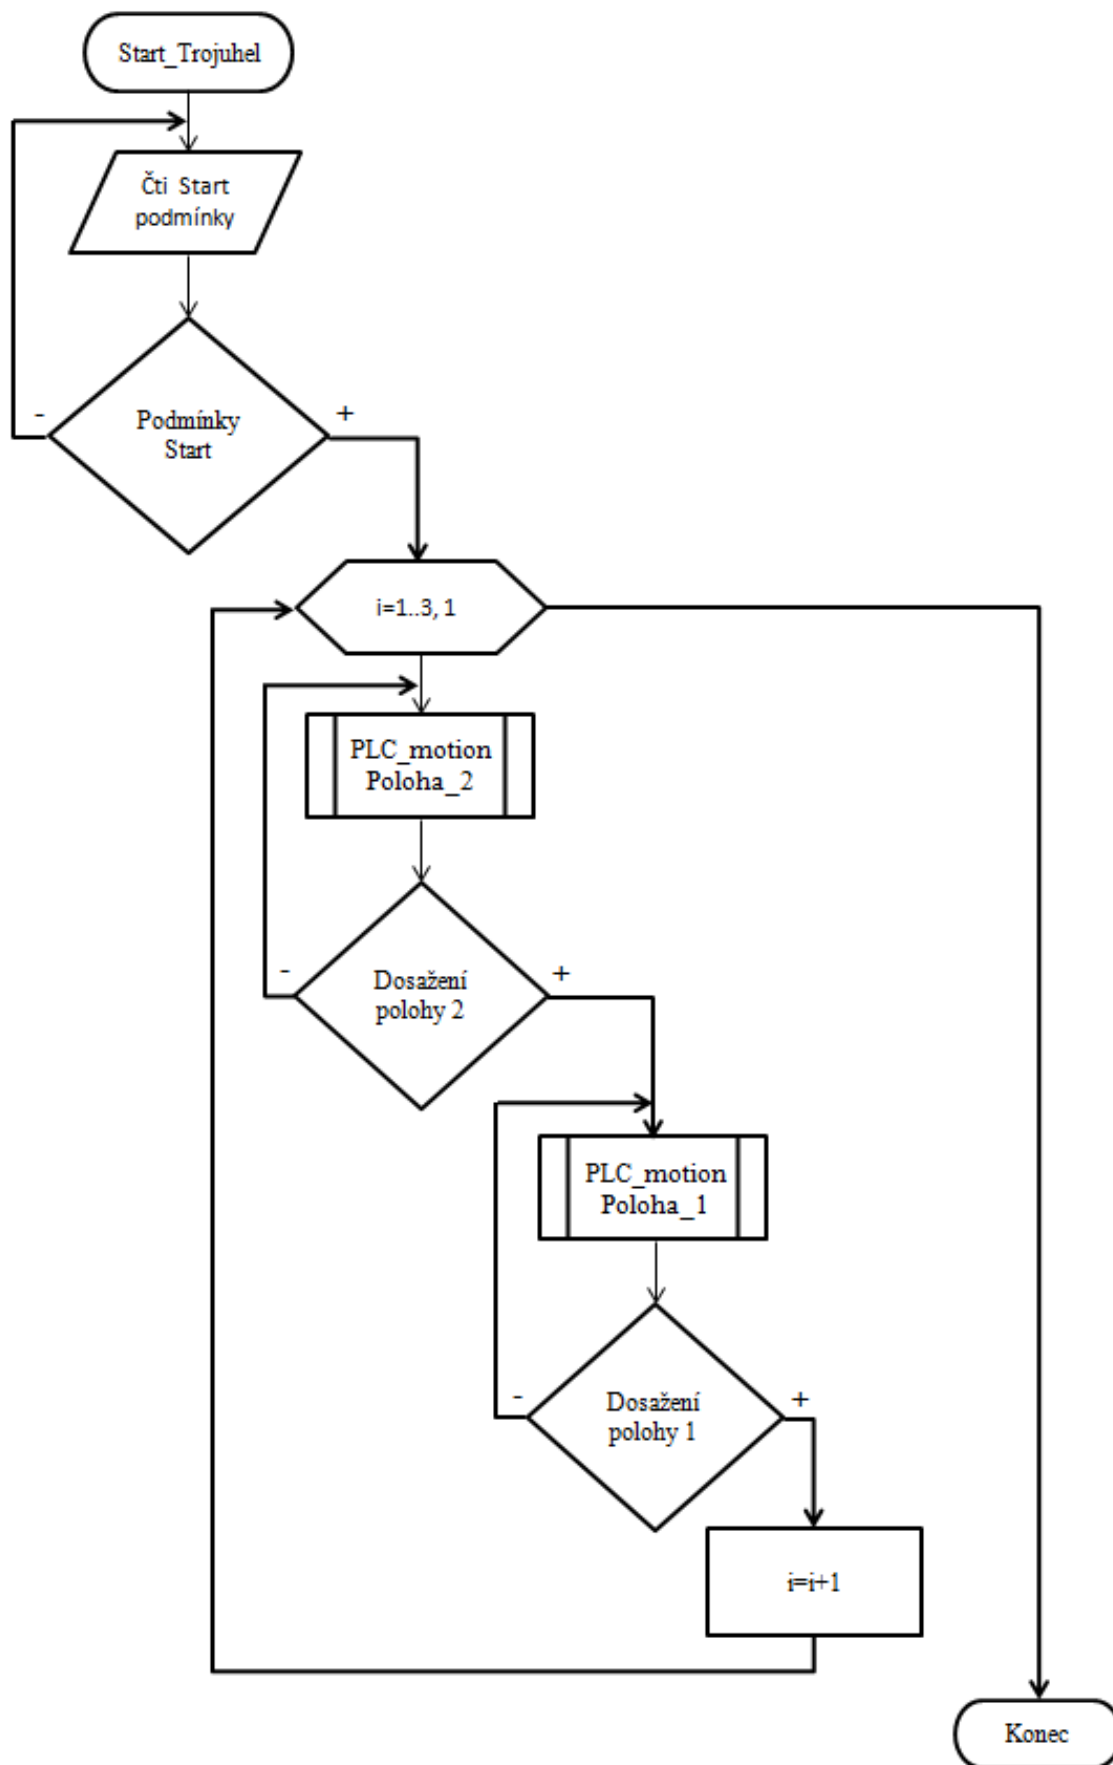 Start_Trojuhel
Čti Start
podmínky
-
+
Podmínky
Start
i=1..3, 1
PLC_motion
Poloha_2
-
+
Dosažení
polohy 2
PLC_motion
Poloha_1
-
+
Dosažení
polohy 1
i=i+1
Konec